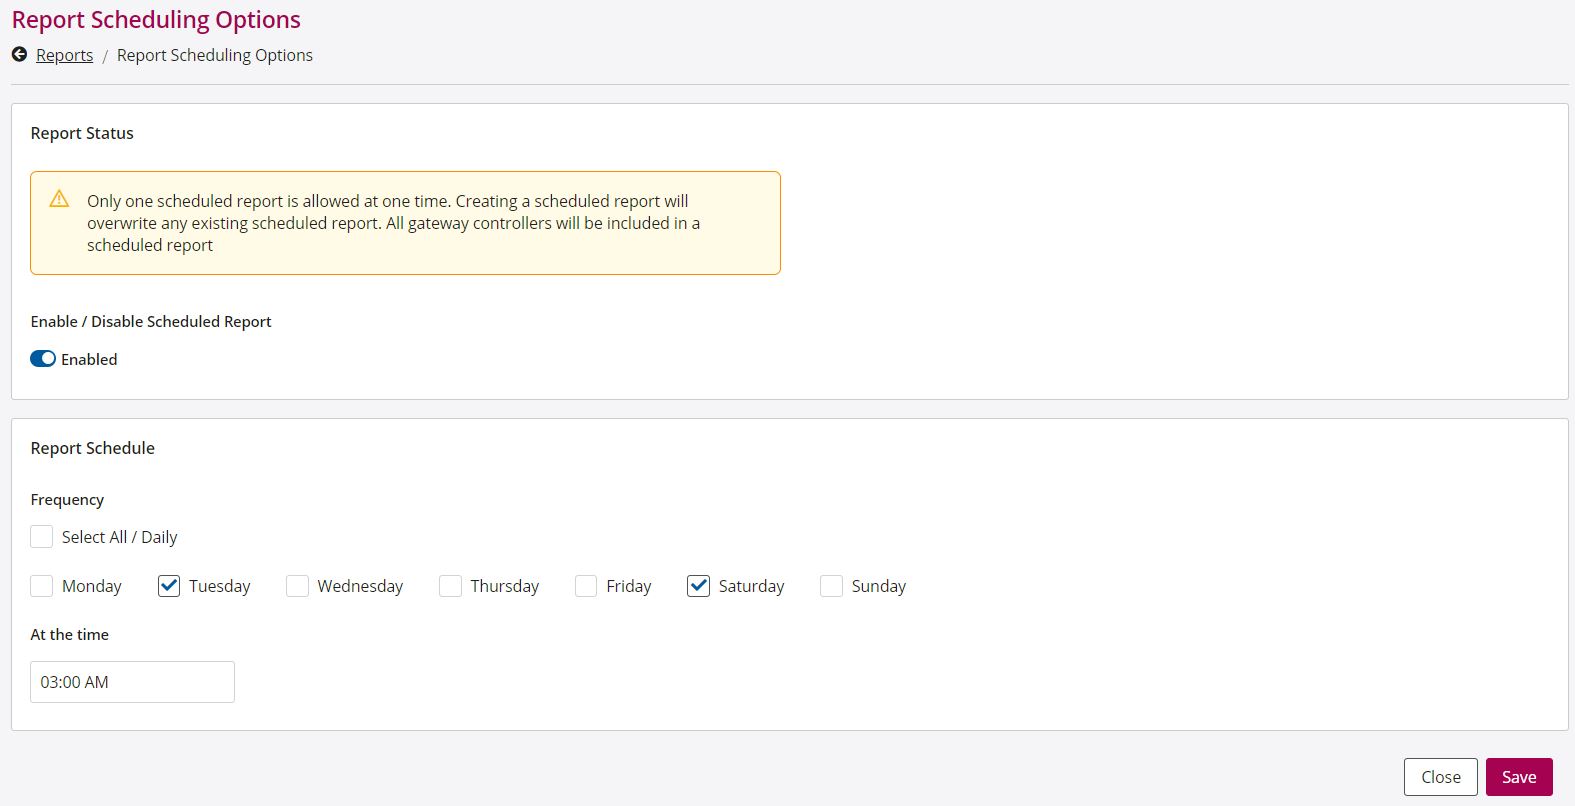 Report Scheduling Options
Reports / Report Scheduling Options
Report Status
Only one scheduled report is allowed at one time. Creating a scheduled report will
overwrite any existing scheduled report. All gateway controllers will be included in a
scheduled report
Enable / Disable Scheduled Report
Enabled
Report Schedule
Frequency
Select All / Daily
Monday Tuesday Wednesday Thursday Friday Saturday Sunday
At the time
03:00 AM
Close Save